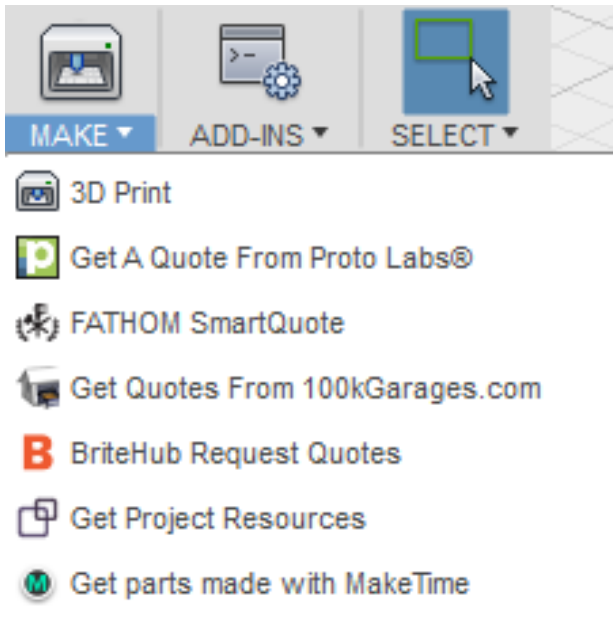 MAKE ADD-INS SELECT
3D Print
Get A Quote From Proto Labs®
FATHOM SmartQuote
Get Quotes From 100kGarages.com
B BriteHub Request Quotes
Get Project Resources
M Get parts made with MakeTime